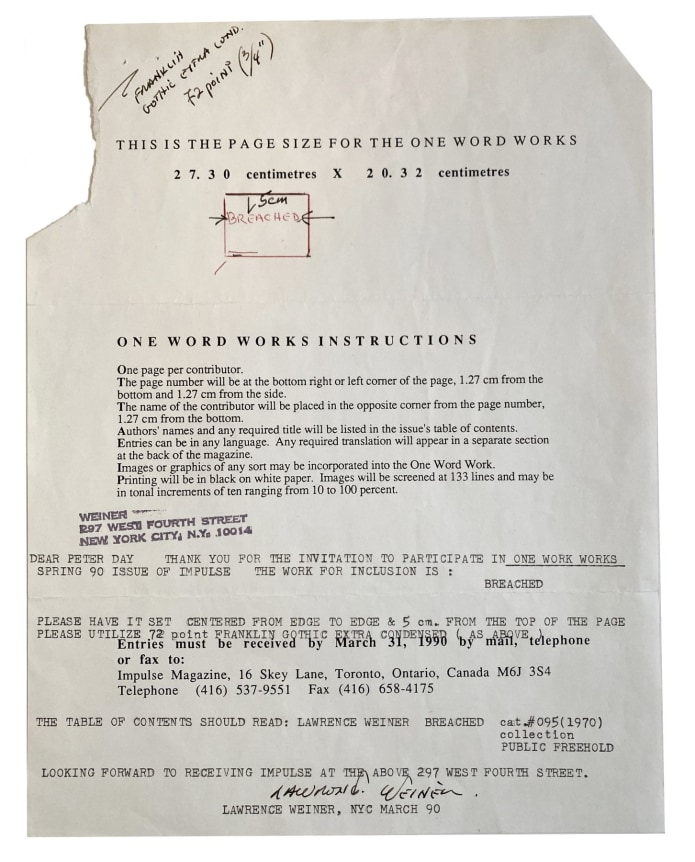 FRANKLIN
GOTHIC EXTRA COND.
72 POINT (3/4")
THIS IS THE PAGE SIZE FOR THE ONE WORD WORKS
27.30 centimetres X 20.32 centimetres
5cm
BREACHED
ONE WORD WORKS INSTRUCTIONS
One page per contributor.
The page number will be at the bottom right or left corner of the page, 1.27 cm from the
bottom and 1.27 cm from the side.
The name of the contributor will be placed in the opposite corner from the page number,
1.27 cm from the bottom.
Authors' names and any required title will be listed in the issue's table of contents.
Entries can be in any language. Any required translation will appear in a separate section
at the back of the magazine.
Images or graphics of any sort may be incorporated into the One Word Work.
Printing will be in black on white paper. Images will be screened at 133 lines and may be
in tonal increments of ten ranging from 10 to 100 percent.
WEINER
297 WEST FOURTH STREET
NEW YORK CITY, N.Y. 10014
DEAR PETER DAY THANK YOU FOR THE INVITATION TO PARTICIPATE IN ONE WORK WORKS
SPRING 90 ISSUE OF IMPULSE THE WORK FOR INCLUSION IS :
BREACHED
PLEASE HAVE IT SET CENTERED FROM EDGE TO EDGE & 5 cm. FROM THE TOP OF THE PAGE
PLEASE UTILIZE 72 point FRANKLIN GOTHIC EXTRA CONDENSED ( AS ABOVE.)
Entries must be received by March 31, 1990 by mail, telephone
or fax to:
Impulse Magazine, 16 Skey Lane, Toronto, Ontario, Canada M6J 3S4
Telephone (416) 537-9551 Fax (416) 658-4175
THE TABLE OF CONTENTS SHOULD READ: LAWRENCE WEINER BREACHED cat.#095(1970)
collection
PUBLIC FREEHOLD
LOOKING FORWARD TO RECEIVING IMPULSE AT THE ABOVE 297 WEST FOURTH STREET.
LAWRENCE WEINER.
LAWRENCE WEINER, NYC MARCH 90